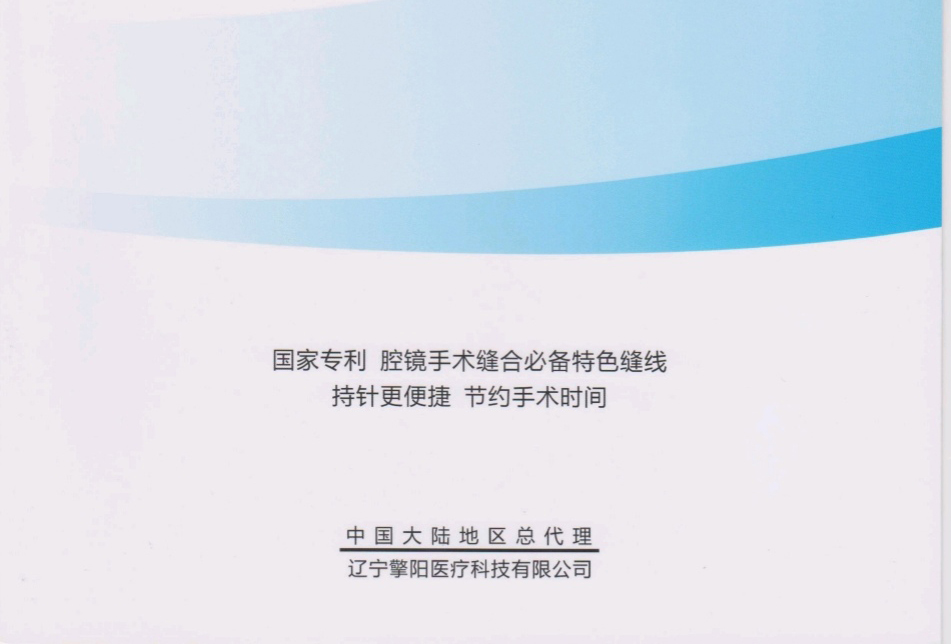 国家专利 腔镜手术缝合必备特色缝线
持针更便捷 节约手术时间
中国大陆地区总代理
辽宁擎阳医疗科技有限公司